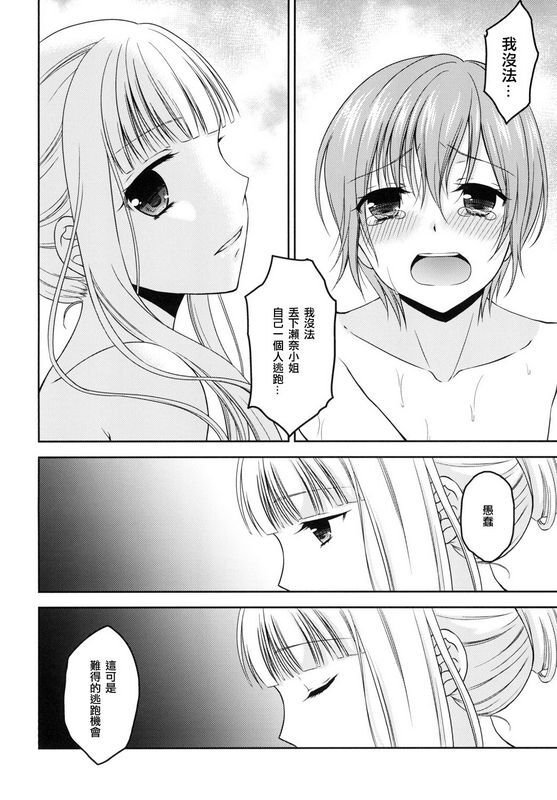 我沒法…
我沒法
丟下瀨奈小姐
自己一個人逃跑…
愚蠢
這可是
難得的逃跑機會